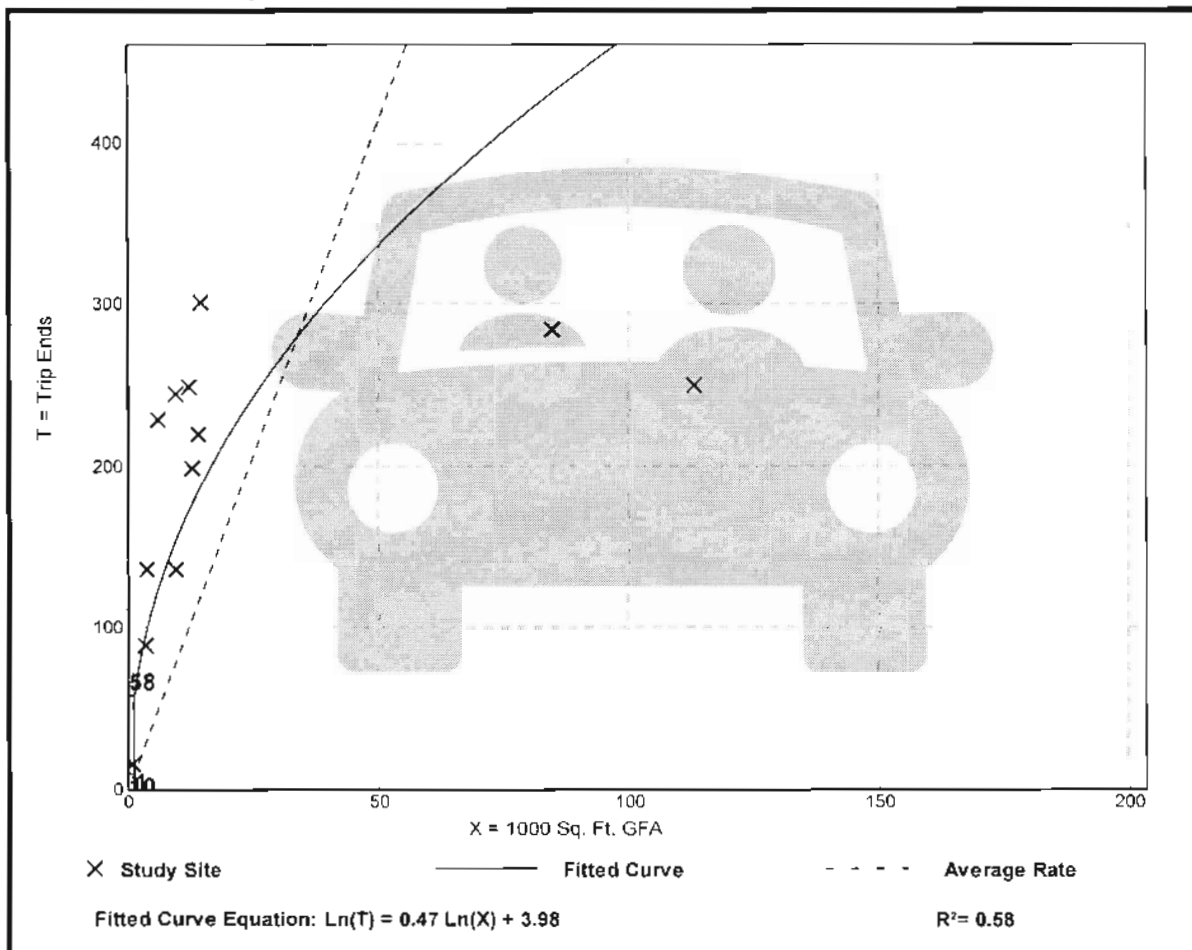 400
T = Trip Ends
300
200
100
58
10
0
0 50 100 150 200
X = 1000 Sq. Ft. GFA
Study Site Fitted Curve Average Rate
Fitted Curve Equation: Ln(T) = 0.47 Ln(X) + 3.98 R²= 0.58